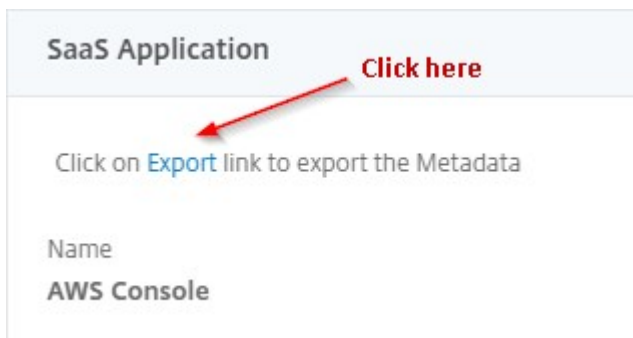 SaaS Application
Click here
Click on Export link to export the Metadata
Name
AWS Console